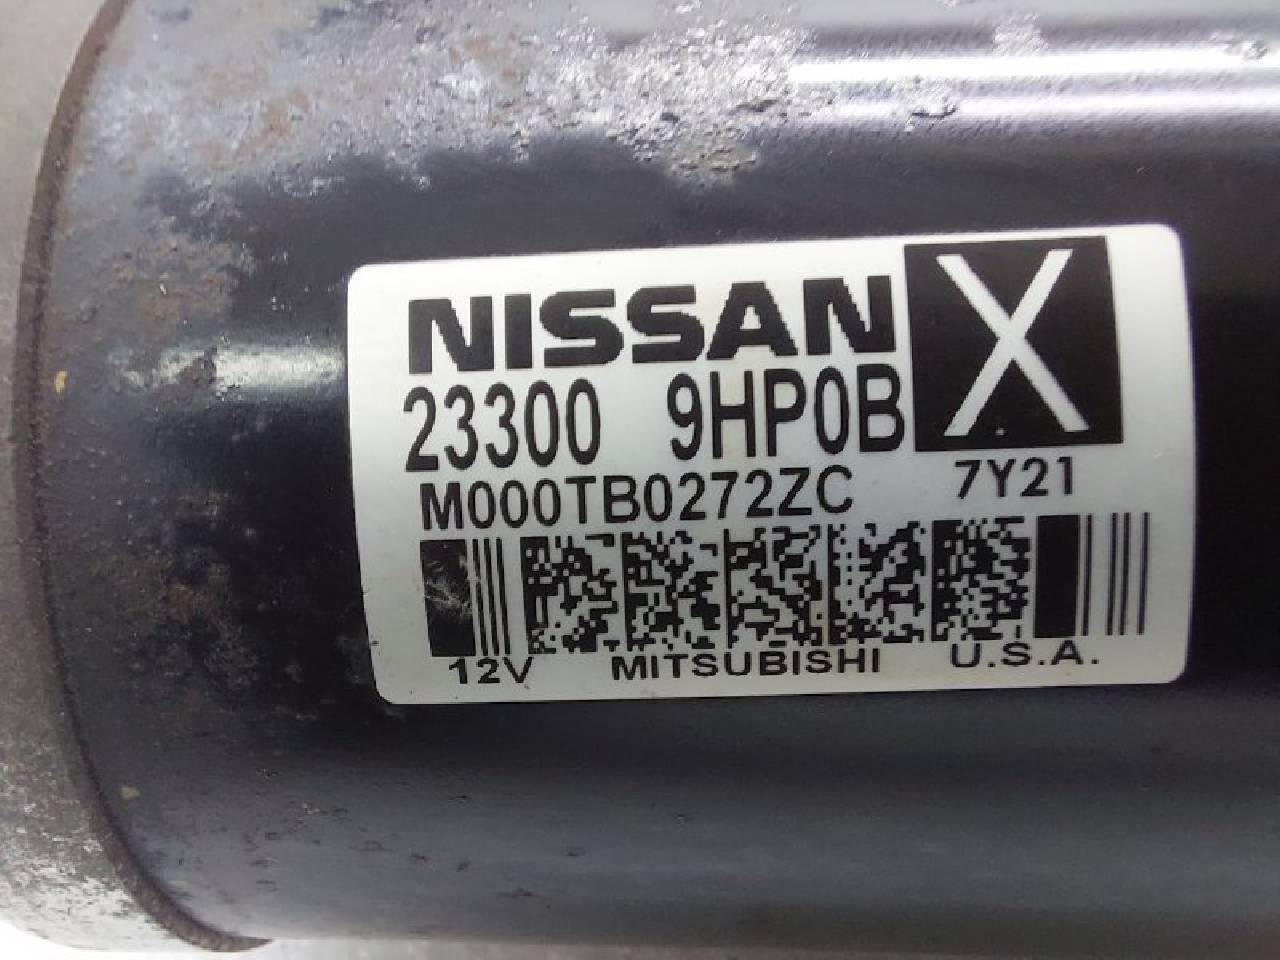 NISSAN X
23300 9HP0B
M000TB0272ZC 7Y21
12V MITSUBISHI U.S.A.